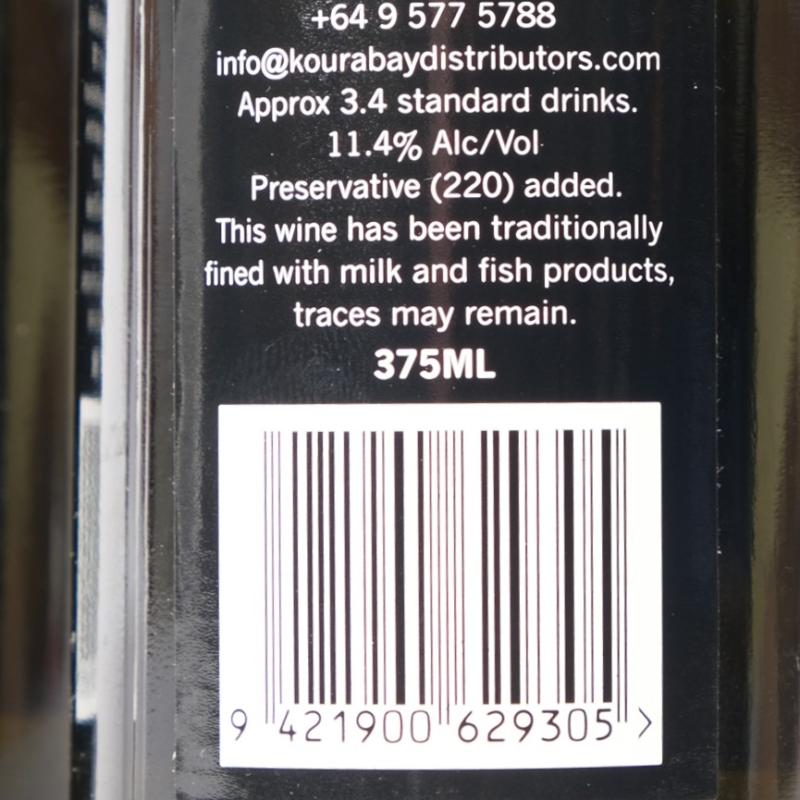 +64 9 577 5788
info@kourabaydistributors.com
Approx 3.4 standard drinks.
11.4% Alc/Vol
Preservative (220) added.
This wine has been traditionally
fined with milk and fish products,
traces may remain.
375ML
9 421900 629305 >